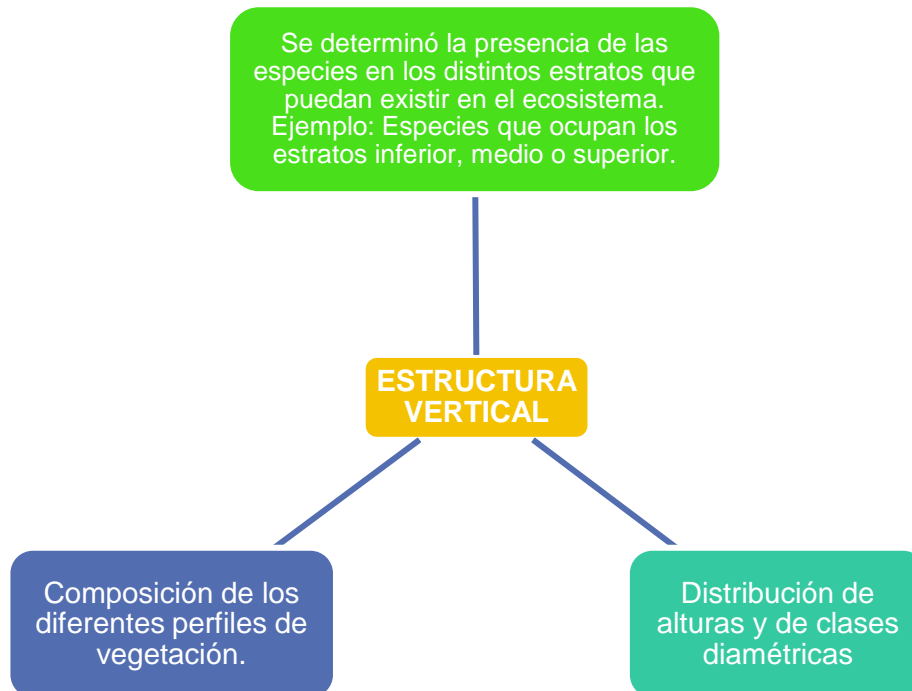 Se determinó la presencia de las
especies en los distintos estratos que
puedan existir en el ecosistema.
Ejemplo: Especies que ocupan los
estratos inferior, medio o superior.
ESTRUCTURA
VERTICAL
Composición de los
diferentes perfiles de
vegetación.
Distribución de
alturas y de clases
diamétricas